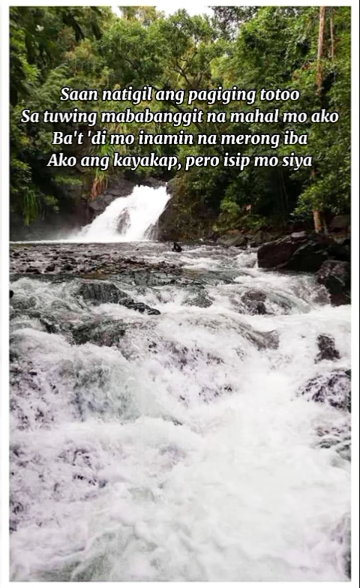 Saan natigil ang pagiging totoo
Sa tuwing mababanggit na mahal mo ako
Ba't 'di mo inamin na merong iba
Ako ang kayakap, pero isip mo siya